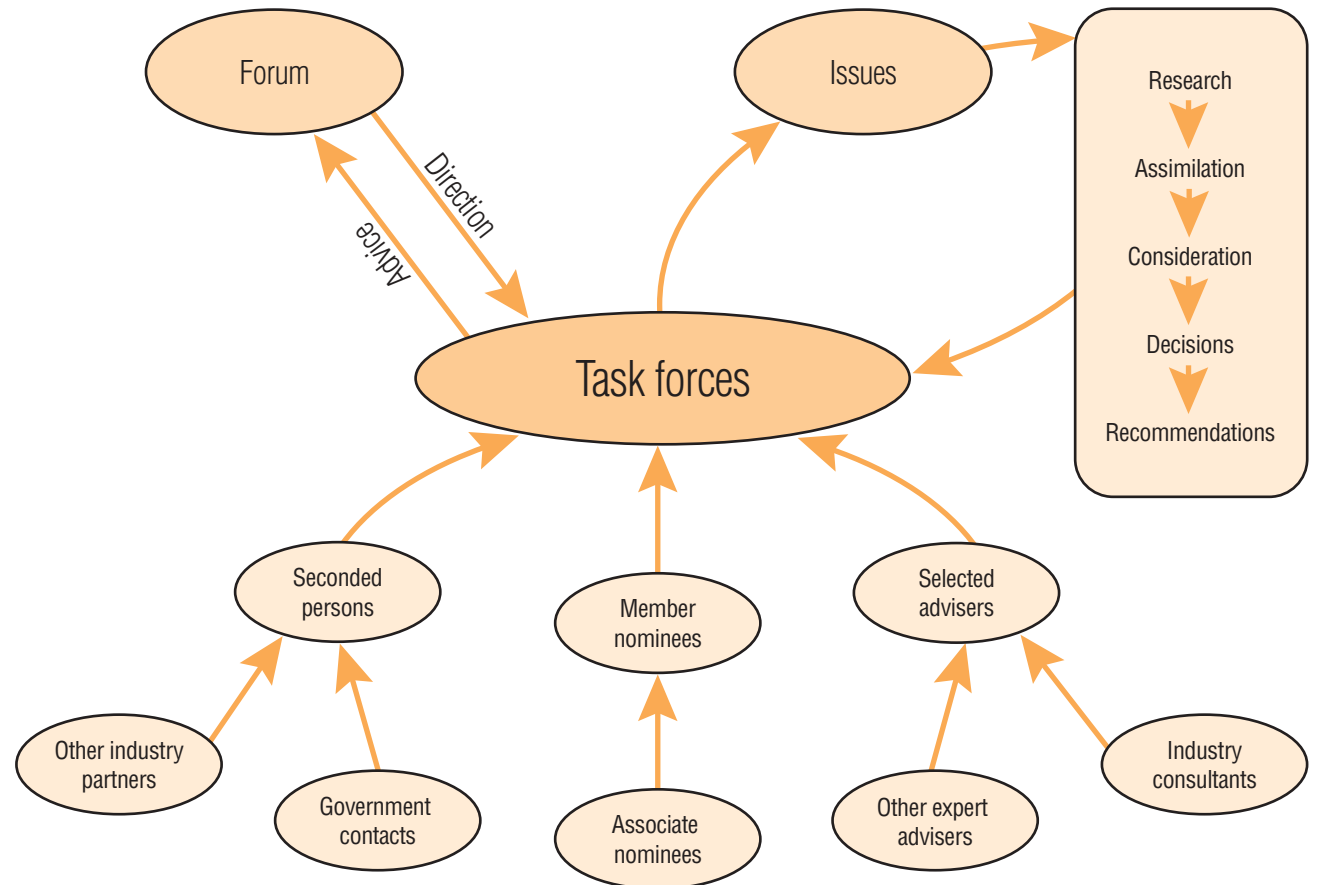 Forum
Issues
Direction
Advice
Research
Assimilation
Consideration
Decisions
Recommendations
Task forces
Seconded
persons
Member
nominees
Selected
advisers
Other industry
partners
Government
contacts
Associate
nominees
Other expert
advisers
Industry
consultants